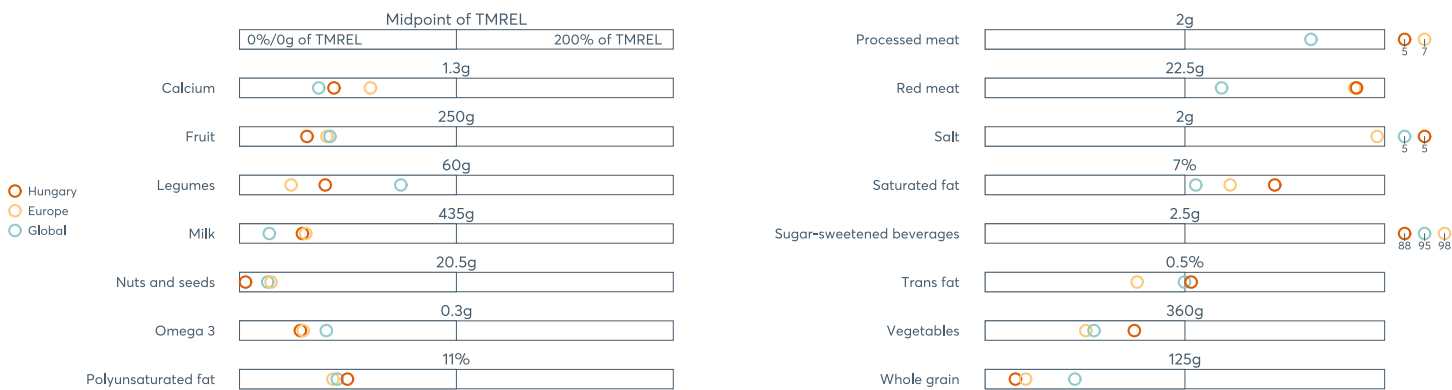 Midpoint of TMREL
0%/0g of TMREL
200% of TMREL
1.3g
Calcium
250g
Fruit
60g
Legumes
435g
Milk
20.5g
Nuts and seeds
0.3g
Omega 3
11%
Polyunsaturated fat
Hungary
Europe
Global
2g
Processed meat
5 7
22.5g
Red meat
2g
Salt
5 5
7%
Saturated fat
2.5g
Sugar-sweetened beverages
88 95 98
0.5%
Trans fat
360g
Vegetables
125g
Whole grain